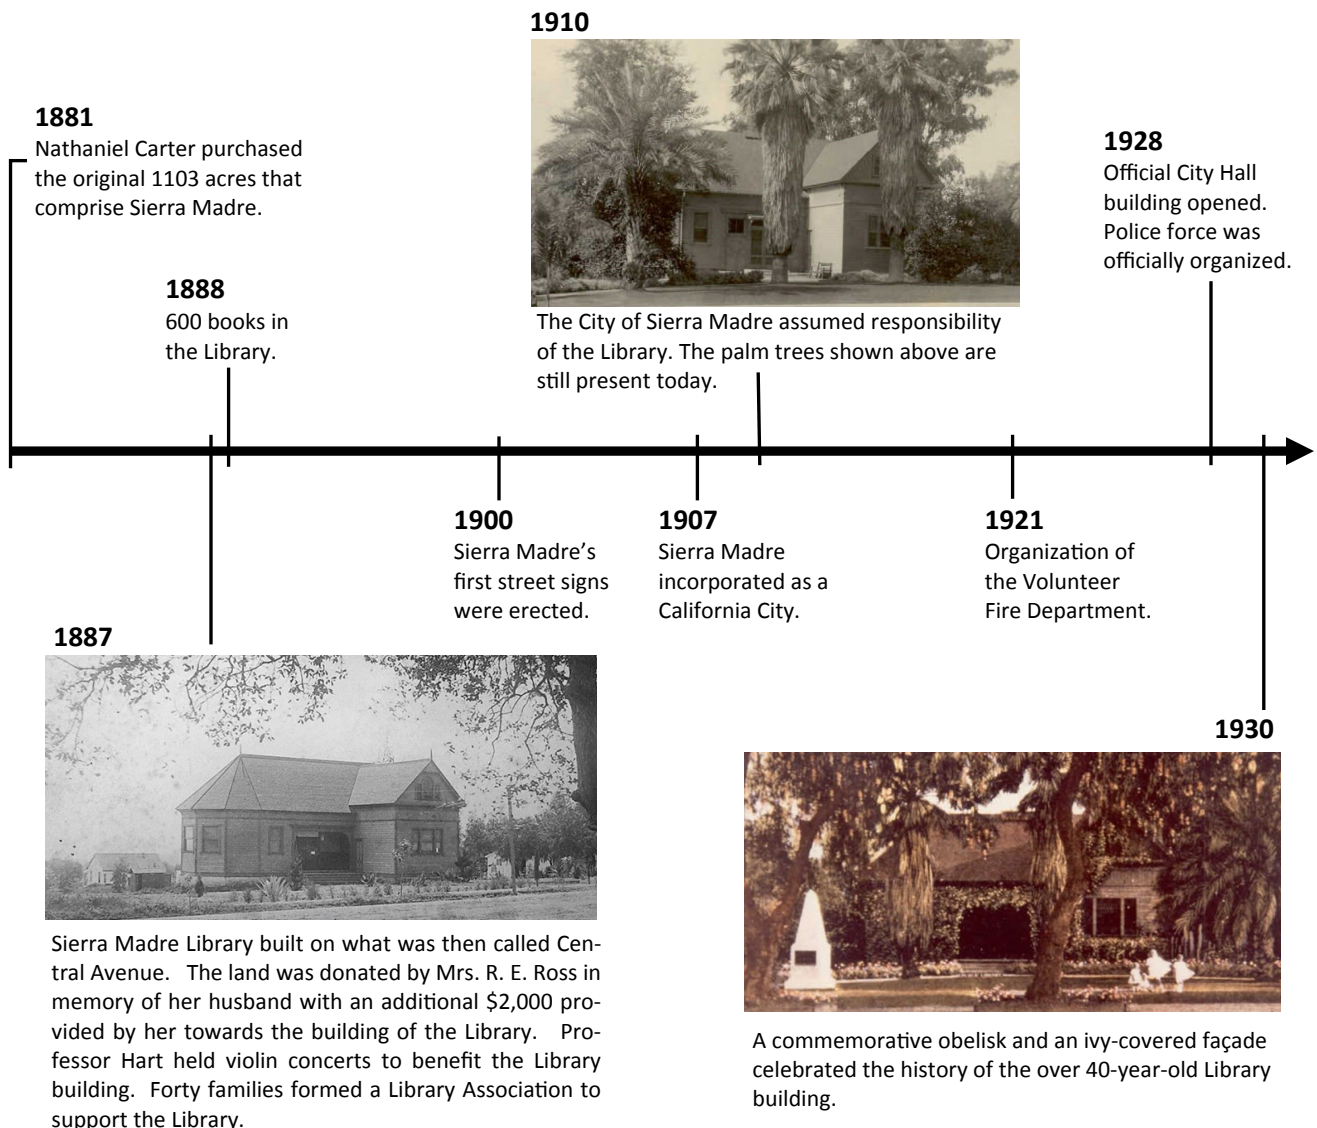 1910
1881
Nathaniel Carter purchased
the original 1103 acres that
comprise Sierra Madre.
1928
Official City Hall
building opened.
Police force was
officially organized.
1888
600 books in
the Library.
The City of Sierra Madre assumed responsibility
of the Library. The palm trees shown above are
still present today.
1900
Sierra Madre’s
first street signs
were erected.
1907
Sierra Madre
incorporated as a
California City.
1921
Organization of
the Volunteer
Fire Department.
1887
Sierra Madre Library built on what was then called Cen-
tral Avenue. The land was donated by Mrs. R. E. Ross in
memory of her husband with an additional $2,000 pro-
vided by her towards the building of the Library. Pro-
fessor Hart held violin concerts to benefit the Library
building. Forty families formed a Library Association to
support the Library.
1930
A commemorative obelisk and an ivy-covered façade
celebrated the history of the over 40-year-old Library
building.